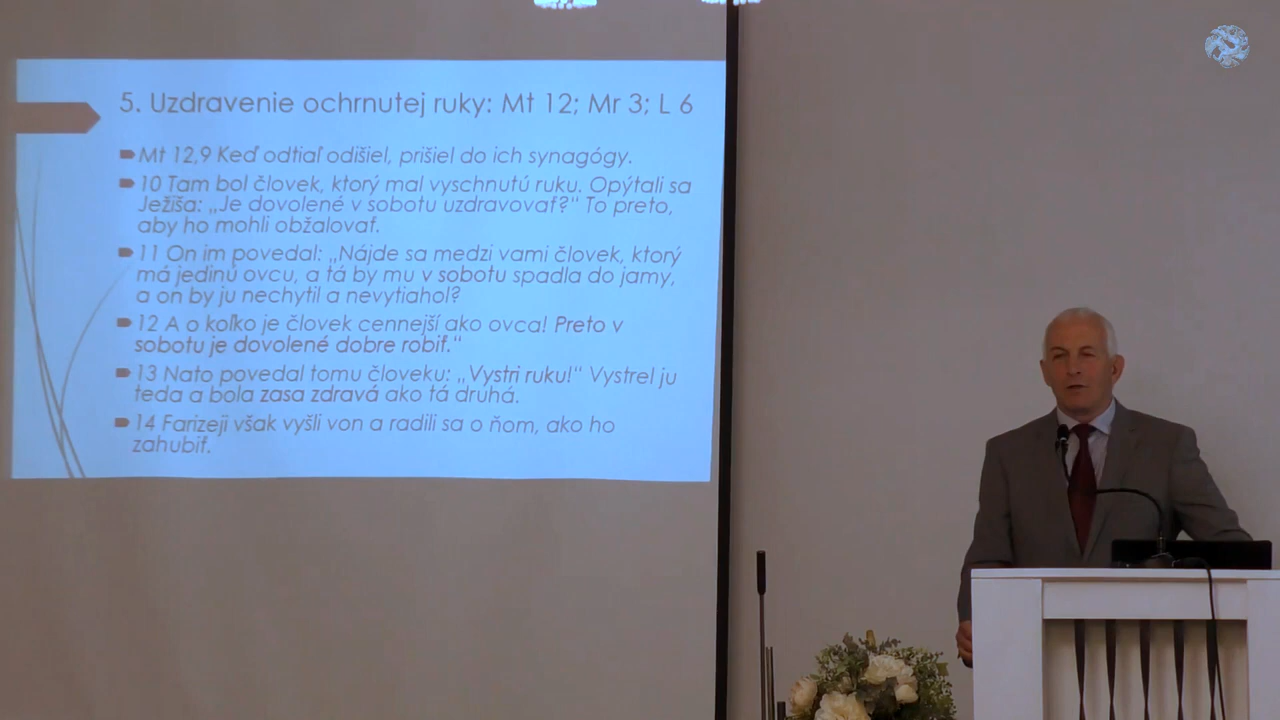 5. Uzdravenie ochrnutej ruky: Mt 12; Mr 3; L 6
Mt 12,9 Keď odtiaľ odišiel, prišiel do ich synagógy.
10 Tam bol človek, ktorý mal vyschnutú ruku. Opýtali sa
Ježiša: „Je dovolené v sobotu uzdravovať?“ To preto,
aby ho mohli obžalovať.
11 On im povedal: „Nájde sa medzi vami človek, ktorý
má jedinú ovcu, a tá by mu v sobotu spadla do jamy,
a on by ju nechytil a nevytiahol?
12 A o koľko je človek cennejší ako ovca! Preto v
sobotu je dovolené dobre robiť.“
13 Nato povedal tomu človeku: „Vystri ruku!“ Vystrel ju
teda a bola zasa zdravá ako tá druhá.
14 Farizeji však vyšli von a radili sa o ňom, ako ho
zahubiť.